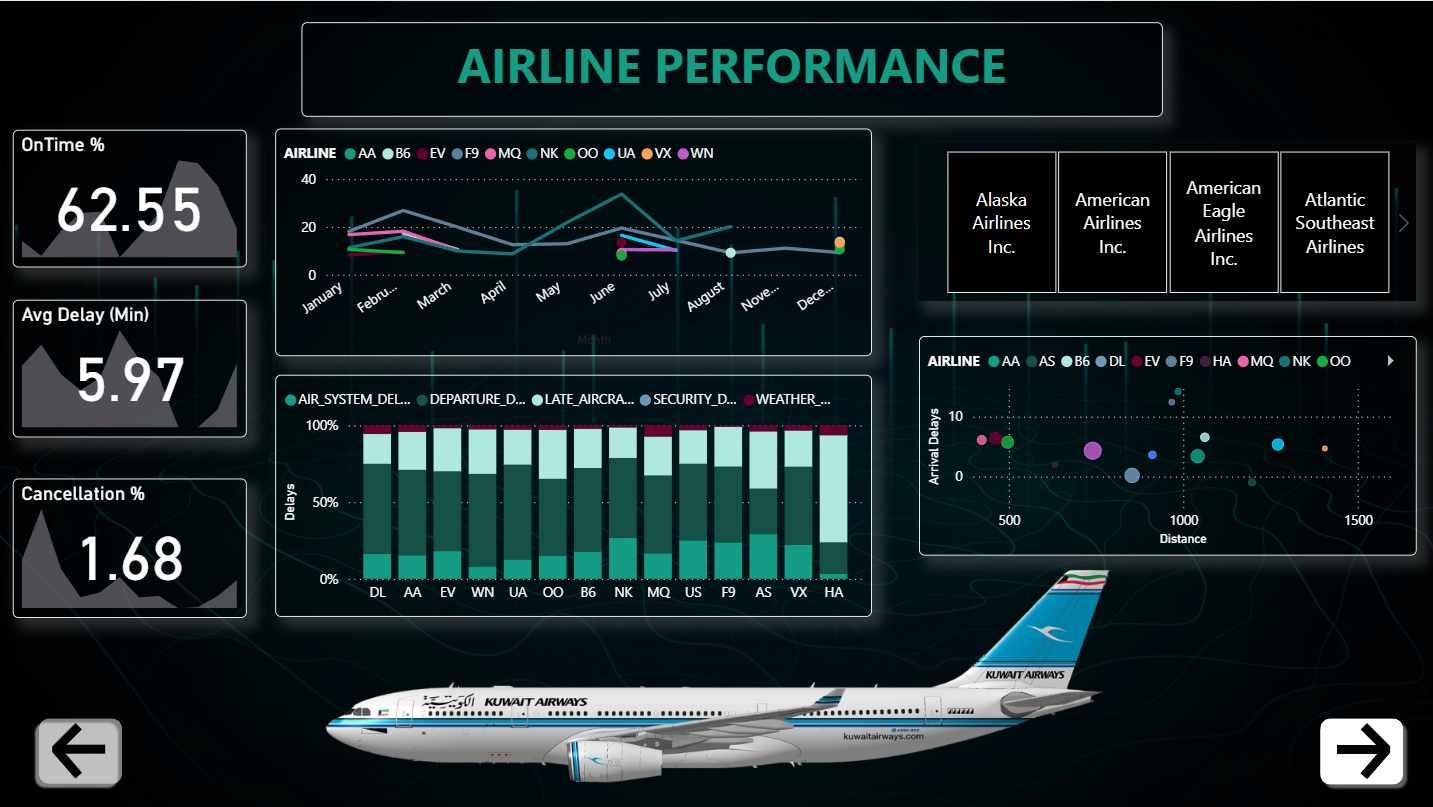 AIRLINE PERFORMANCE
OnTime %
62.55
Avg Delay (Min)
5.97
Cancellation %
1.68
AIRLINE AA B6 EV F9 MQ NK OO UA VX WN
40
20
0
January Febru... March April May June July August Nove... Dece...
Month
AIR_SYSTEM_DEL... DEPARTURE_D... LATE_AIRCRA... SECURITY_D... WEATHER_...
Delays
100%
50%
0%
DL AA EV WN UA OO B6 NK MQ US F9 AS VX HA
Alaska
Airlines
Inc.
American
Airlines
Inc.
American
Eagle
Airlines
Inc.
Atlantic
Southeast
Airlines
AIRLINE AA AS B6 DL EV F9 HA MQ NK OO
Arrival Delays
10
0
500 1000 1500
Distance
KUWAIT AIRWAYS
الكويتية KUWAIT AIRWAYS
kuwaitairways.com